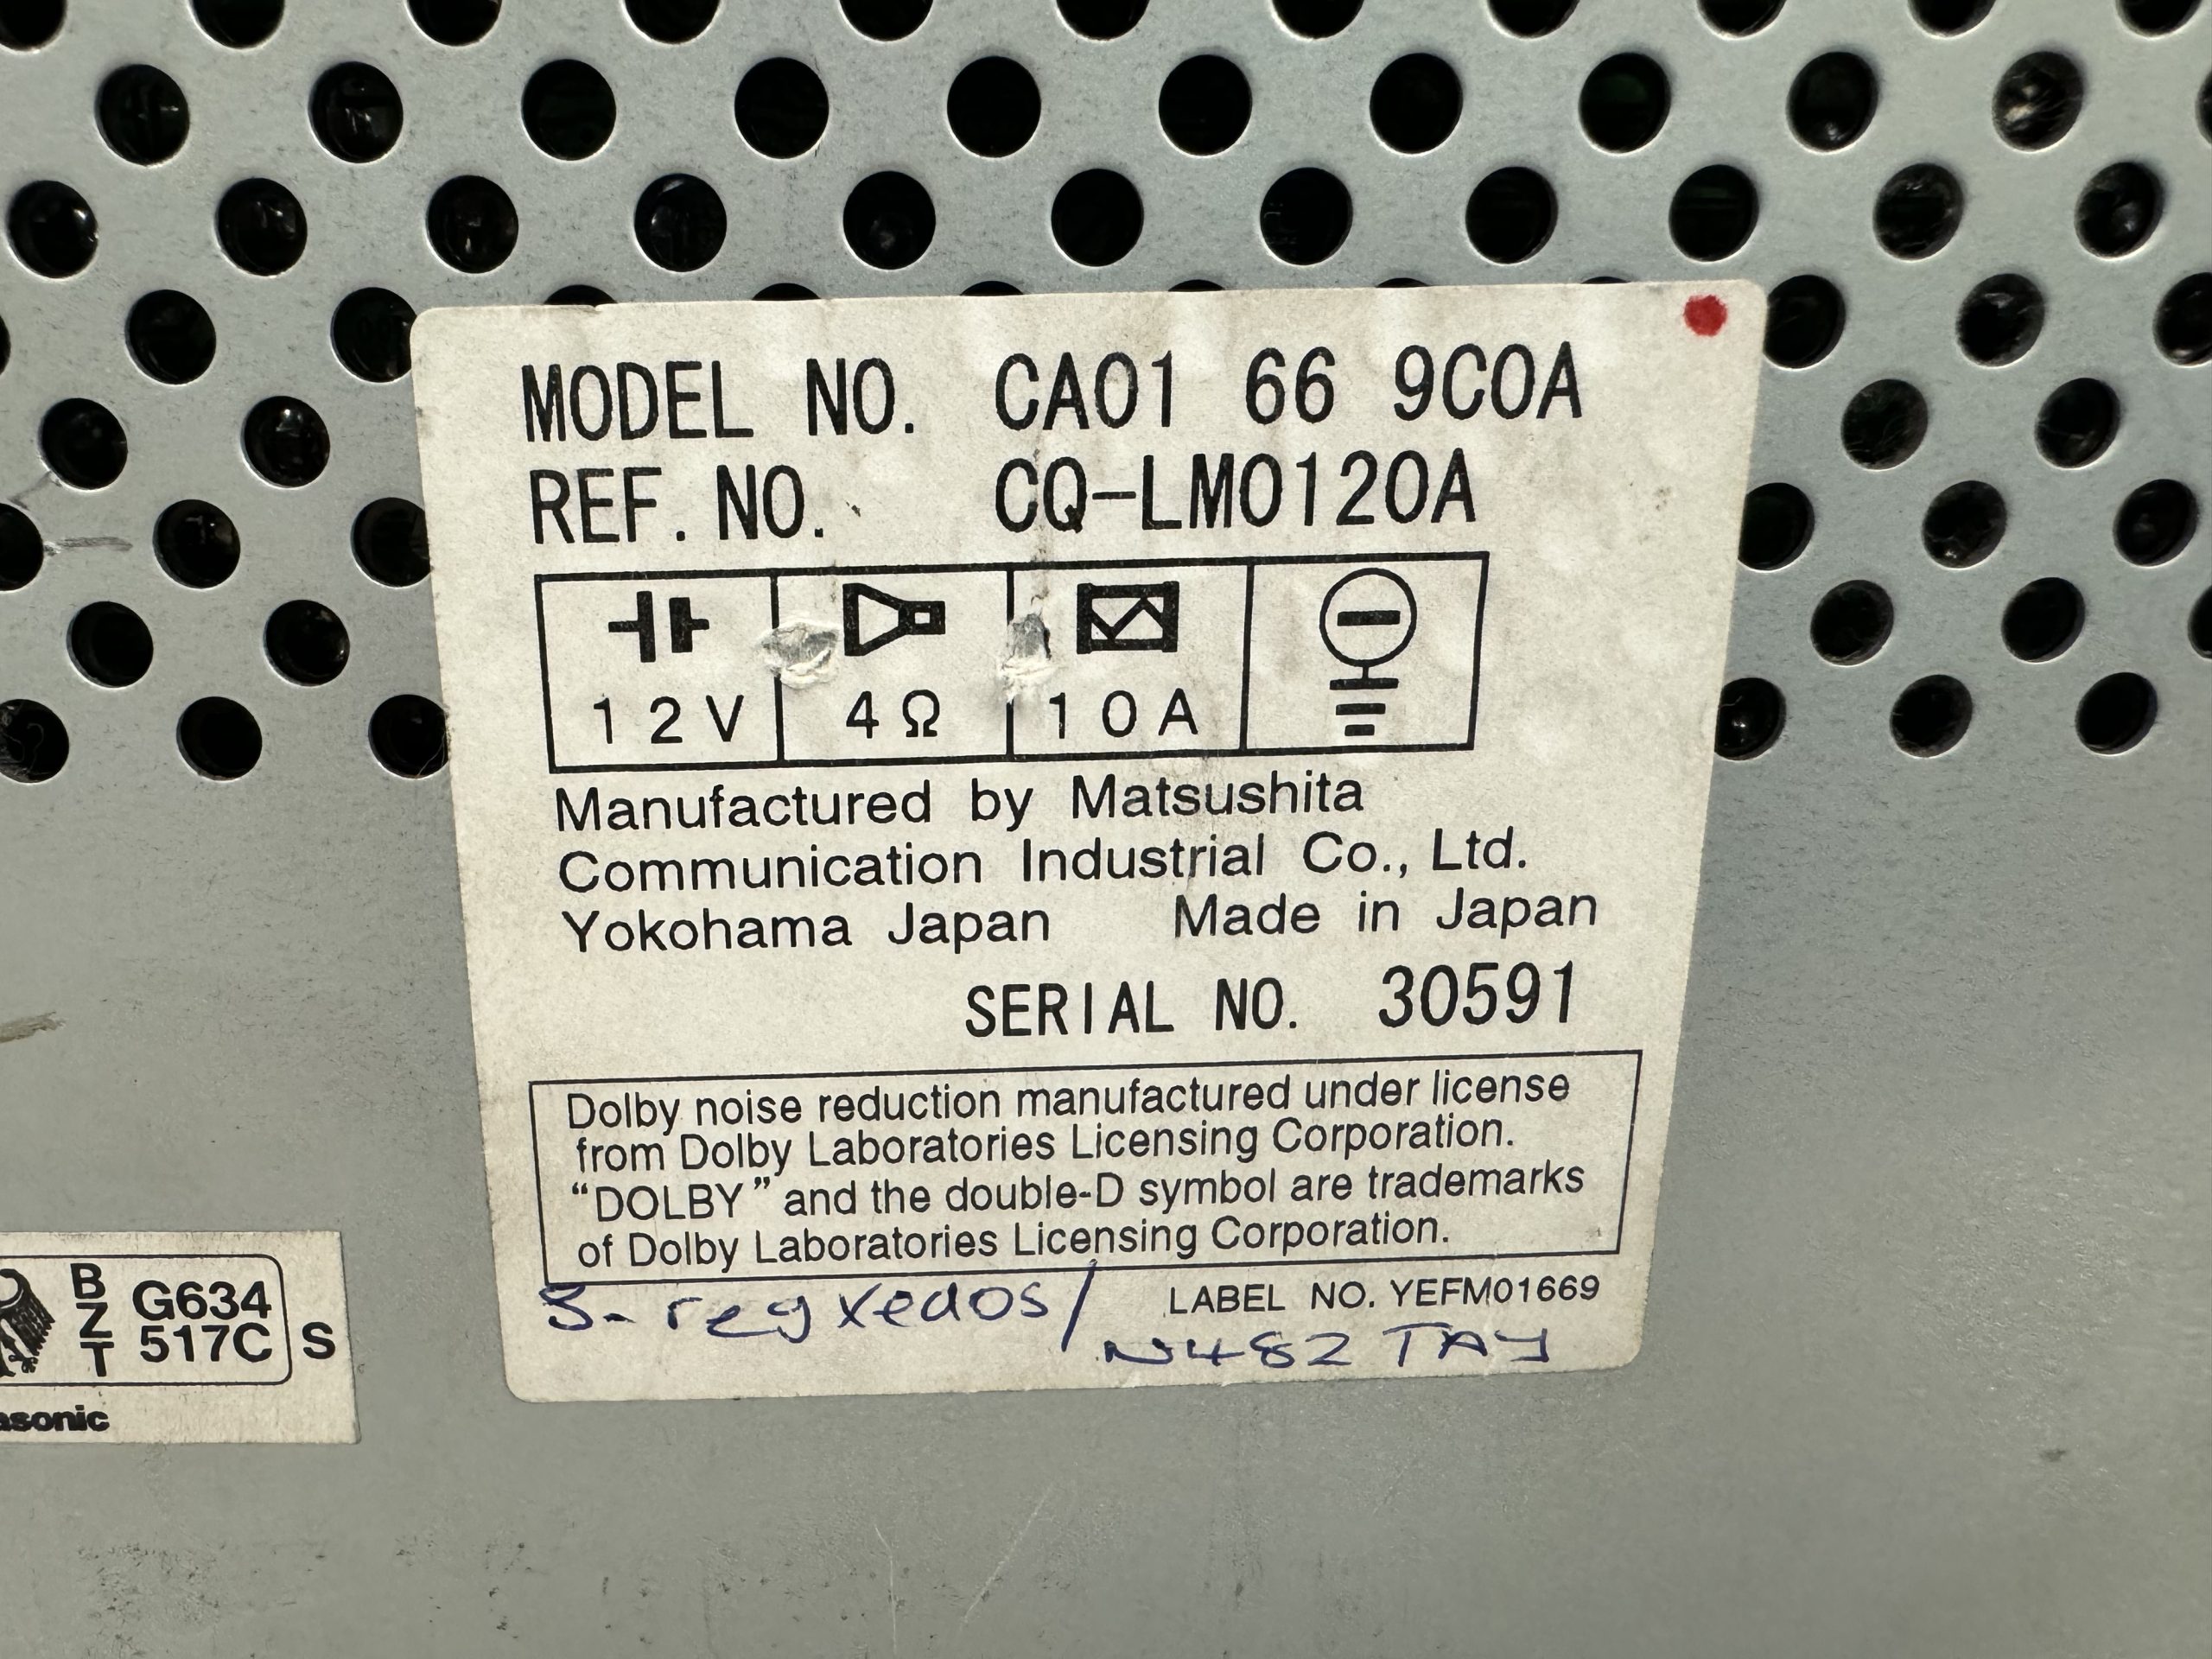 MODEL NO. CA01 66 9C0A
REF. NO. CQ-LM0120A
12V 4Ω 10A
Manufactured by Matsushita
Communication Industrial Co., Ltd.
Yokohama Japan Made in Japan
SERIAL NO. 30591
Dolby noise reduction manufactured under license
from Dolby Laboratories Licensing Corporation.
“DOLBY” and the double-D symbol are trademarks
of Dolby Laboratories Licensing Corporation.
LABEL NO. YEFM01669
N482 TAY
BZT G634
517C S
asonic